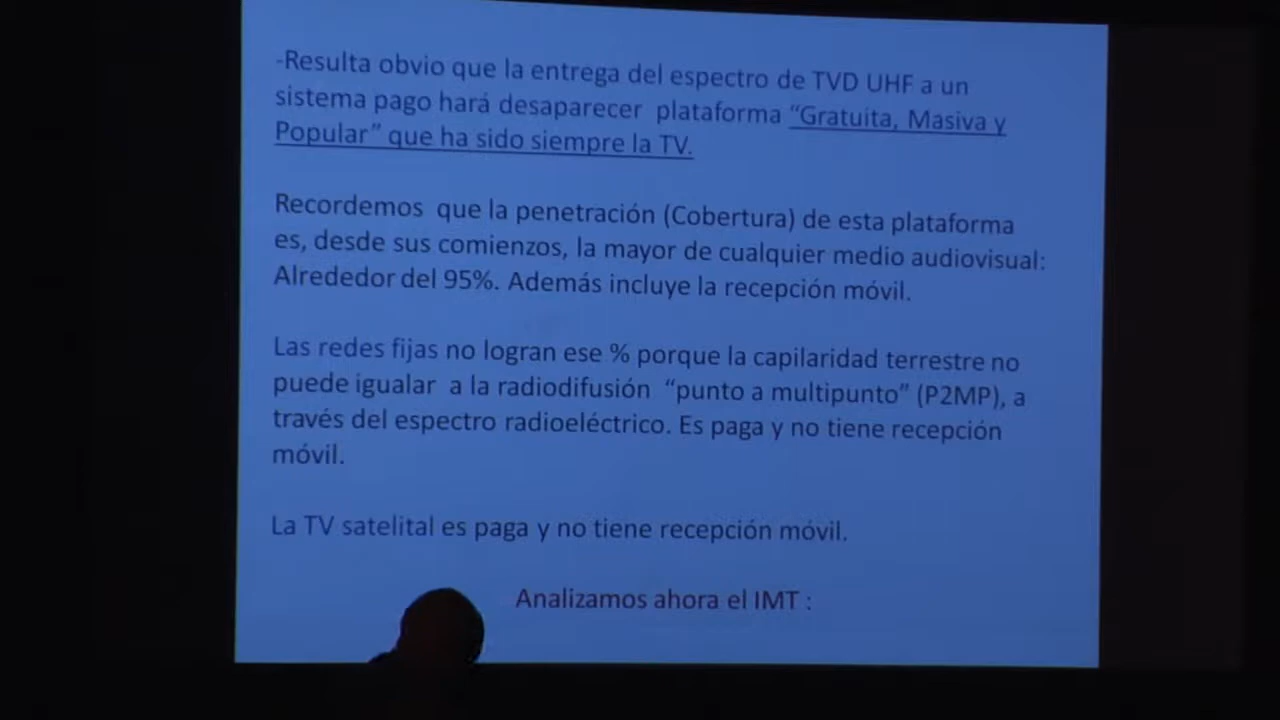 -Resulta obvio que la entrega del espectro de TVD UHF a un
sistema pago hará desaparecer plataforma “Gratuita, Masiva y
Popular” que ha sido siempre la TV.
Recordemos que la penetración (Cobertura) de esta plataforma
es, desde sus comienzos, la mayor de cualquier medio audiovisual:
Alrededor del 95%. Además incluye la recepción móvil.
Las redes fijas no logran ese % porque la capilaridad terrestre no
puede igualar a la radiodifusión “punto a multipunto” (P2MP), a
través del espectro radioeléctrico. Es paga y no tiene recepción
móvil.
La TV satelital es paga y no tiene recepción móvil.
Analizamos ahora el IMT :